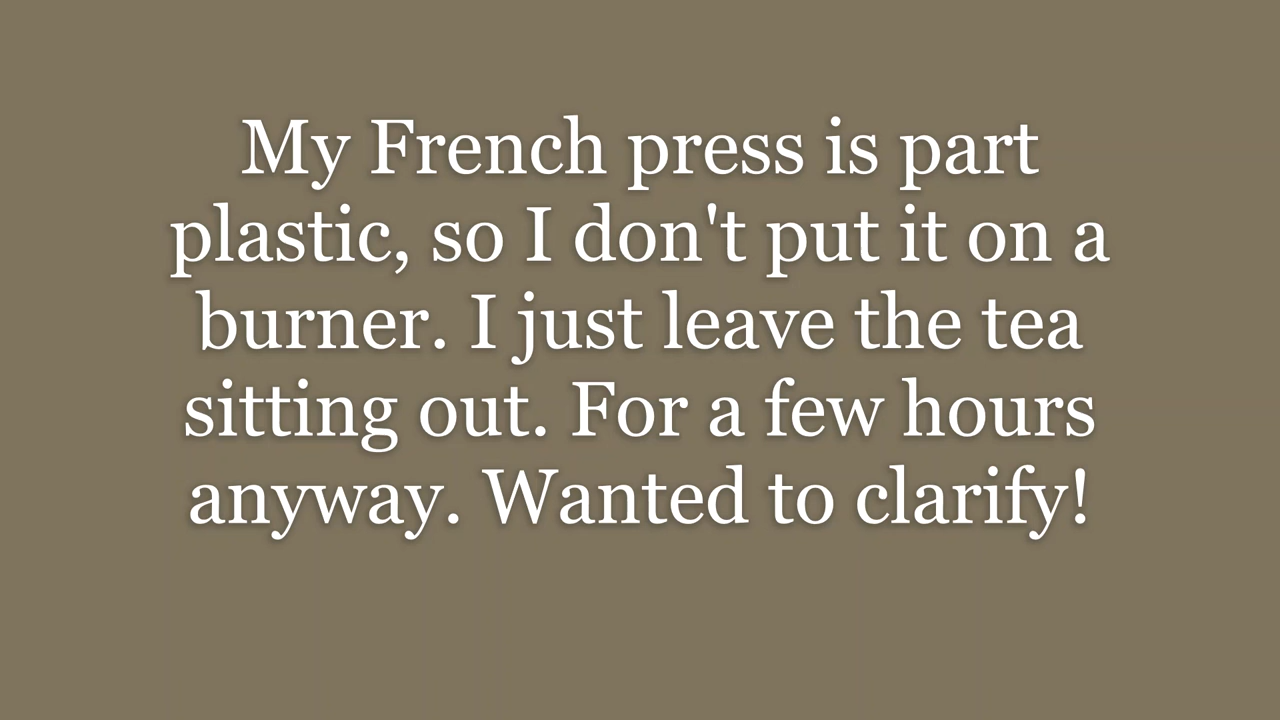 My French press is part
plastic, so I don't put it on a
burner. I just leave the tea
sitting out. For a few hours
anyway. Wanted to clarify!